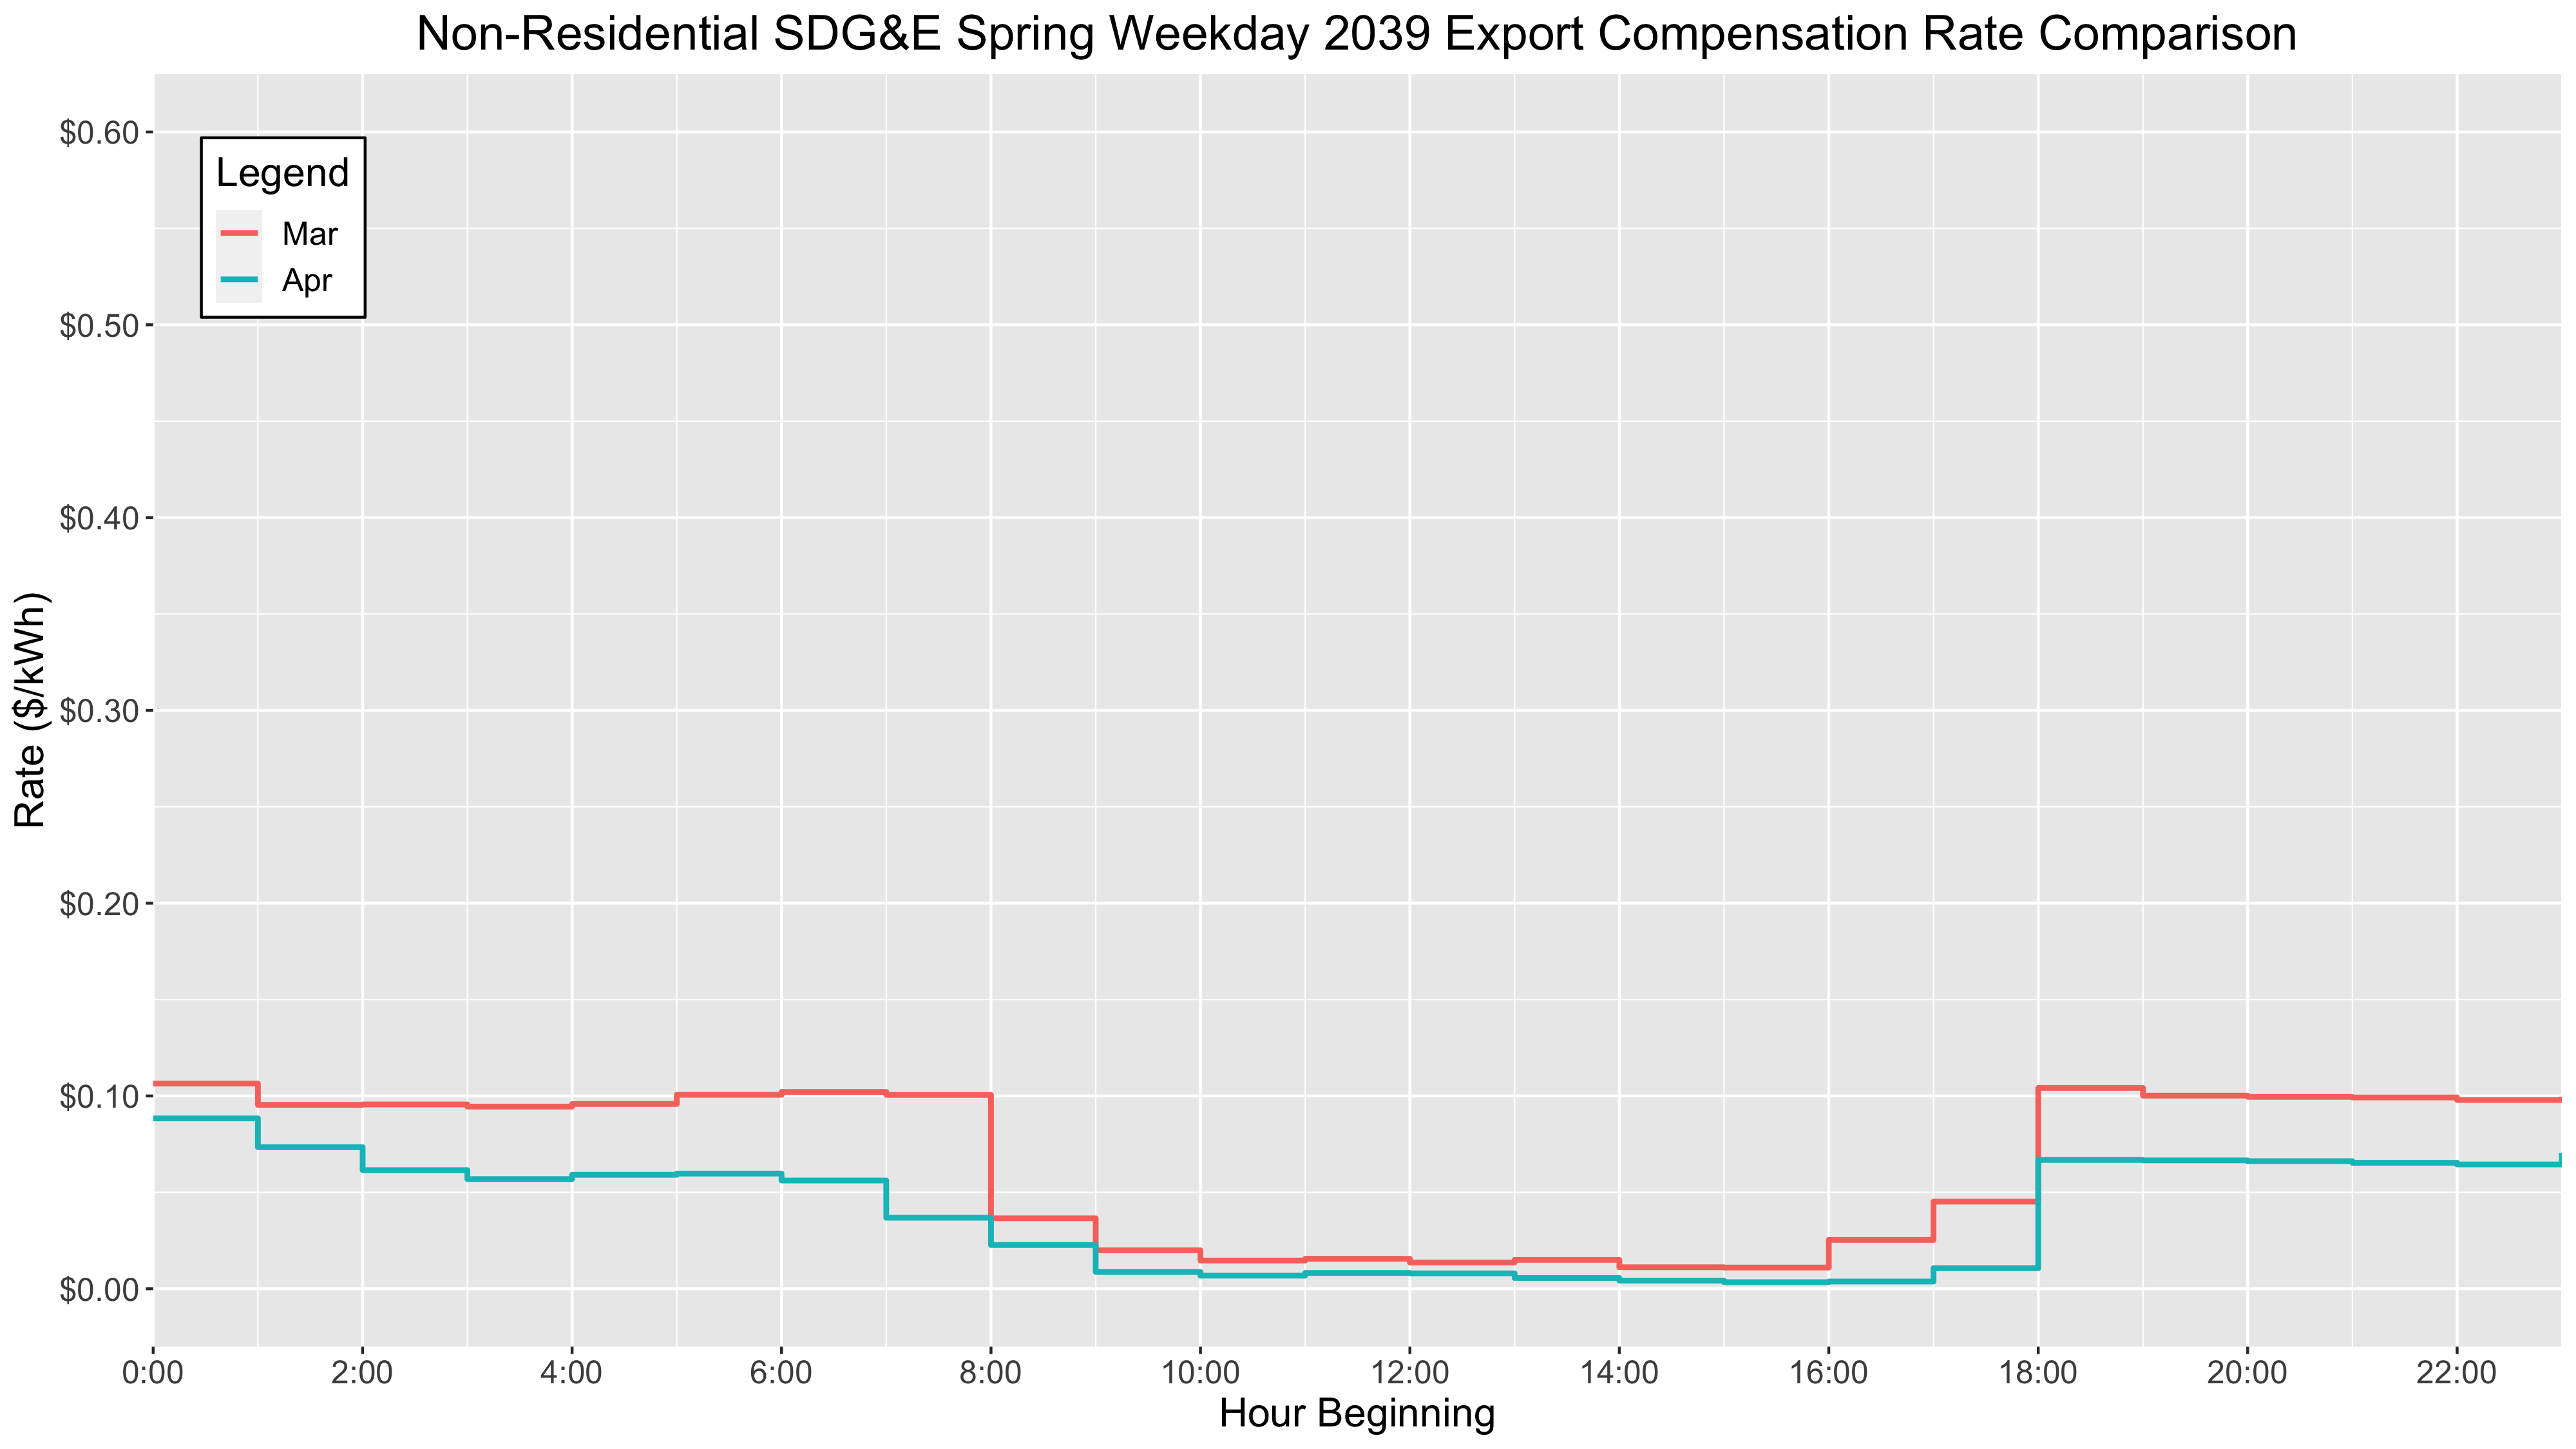 Non-Residential SDG&E Spring Weekday 2039 Export Compensation Rate Comparison
$0.60
Legend
Mar
Apr
$0.50
$0.40
Rate ($/kWh)
$0.30
$0.20
$0.10
$0.00
0:00 2:00 4:00 6:00 8:00 10:00 12:00 14:00 16:00 18:00 20:00 22:00
Hour Beginning